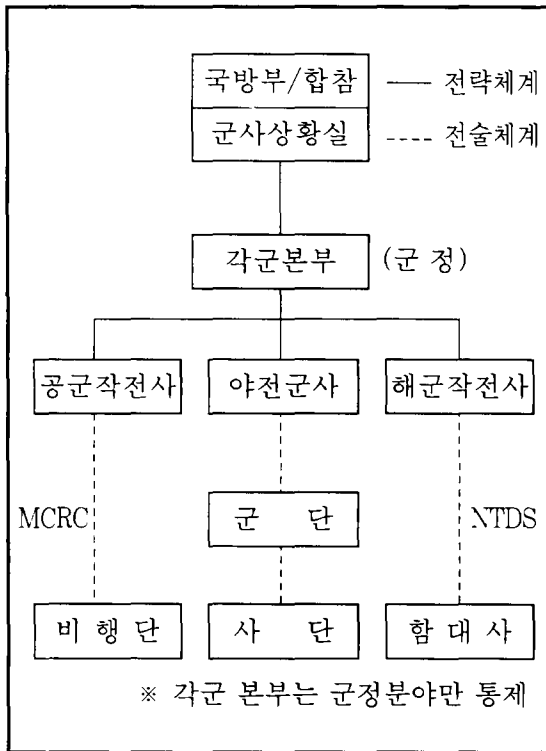 국방부/합참 —— 전략체계
군사상황실 ---- 전술체계
각군본부 (군 정)
공군작전사 야전군사 해군작전사
MCRC 군 단 NTDS
비 행 단 사 단 함 대 사
※ 각군 본부는 군정분야만 통제